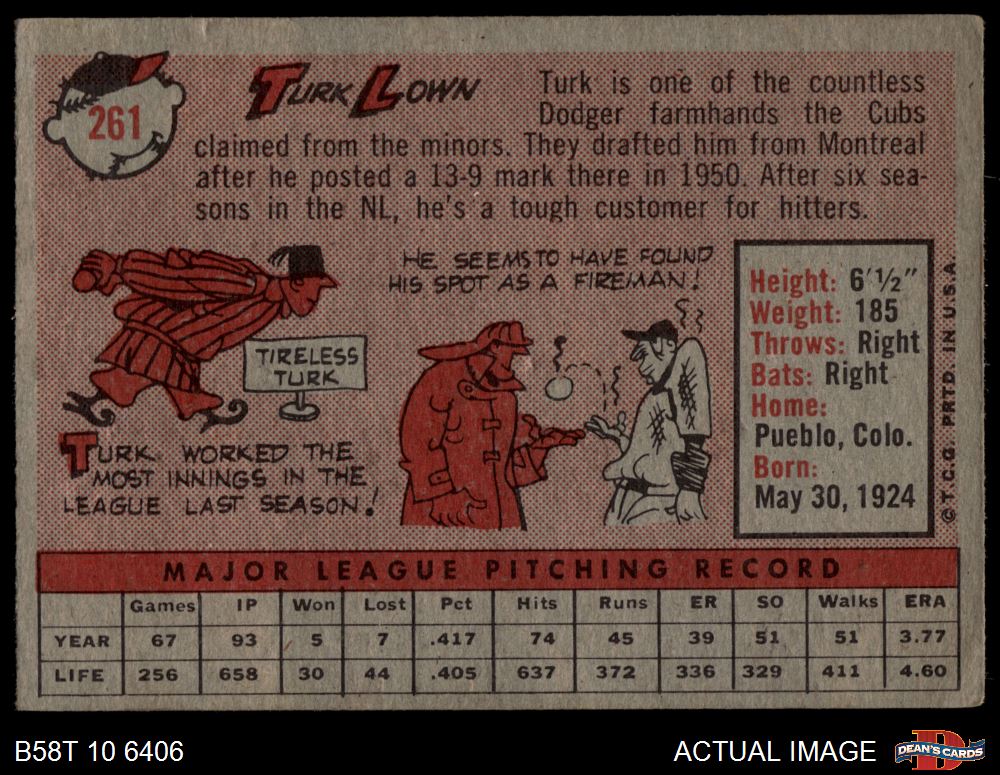 261
TURK LOWN
Turk is one of the countless
Dodger farmhands the Cubs
claimed from the minors. They drafted him from Montreal
after he posted a 13-9 mark there in 1950. After six sea-
sons in the NL, he's a tough customer for hitters.
TIRELESS
TURK
TURK WORKED THE
MOST INNINGS IN THE
LEAGUE LAST SEASON!
HE SEEMS TO HAVE FOUND
HIS SPOT AS A FIREMAN!
Height: 6'½"
Weight: 185
Throws: Right
Bats: Right
Home:
Pueblo, Colo.
Born:
May 30, 1924
© T.C.G. PRTD. IN U.S.A.
MAJOR LEAGUE PITCHING RECORD
Games IP Won Lost Pct Hits Runs ER SO Walks ERA
YEAR 67 93 5 7 .417 74 45 39 51 51 3.77
LIFE 256 658 30 44 .405 637 372 336 329 411 4.60
B58T 10 6406
ACTUAL IMAGE
DEAN'S CARDS